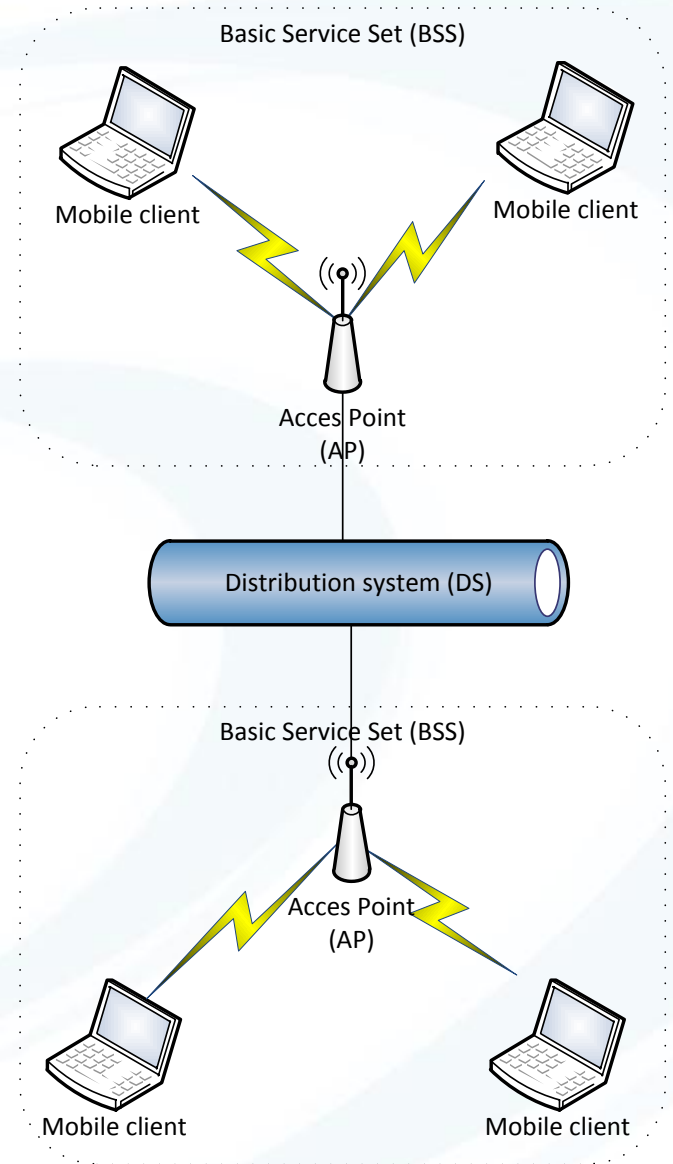 Basic Service Set (BSS)
Mobile client
Mobile client
Acces Point
(AP)
Distribution system (DS)
Basic Service Set (BSS)
Acces Point
(AP)
Mobile client
Mobile client